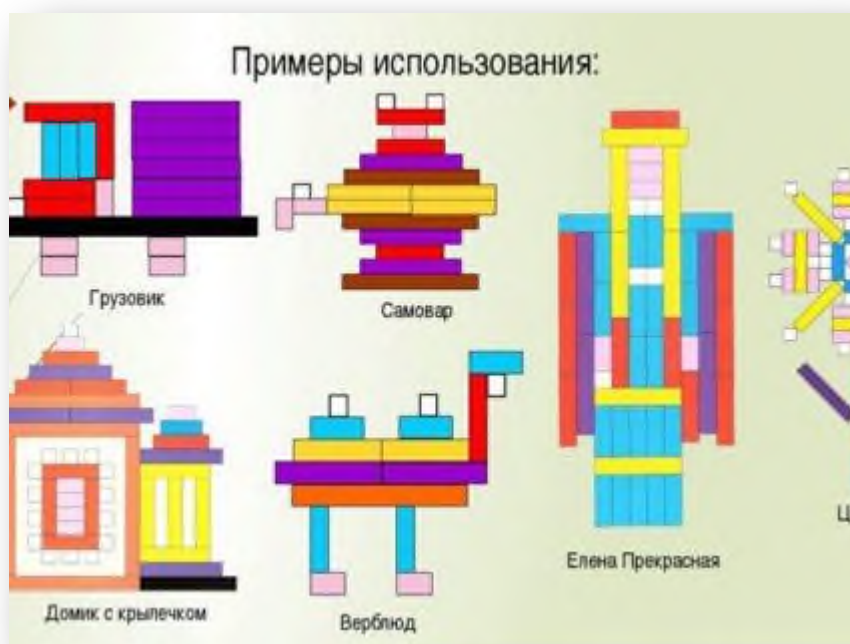 Примеры использования:
Грузовик
Самовар
Елена Прекрасная
Ц
Домик с крылечком
Верблюд